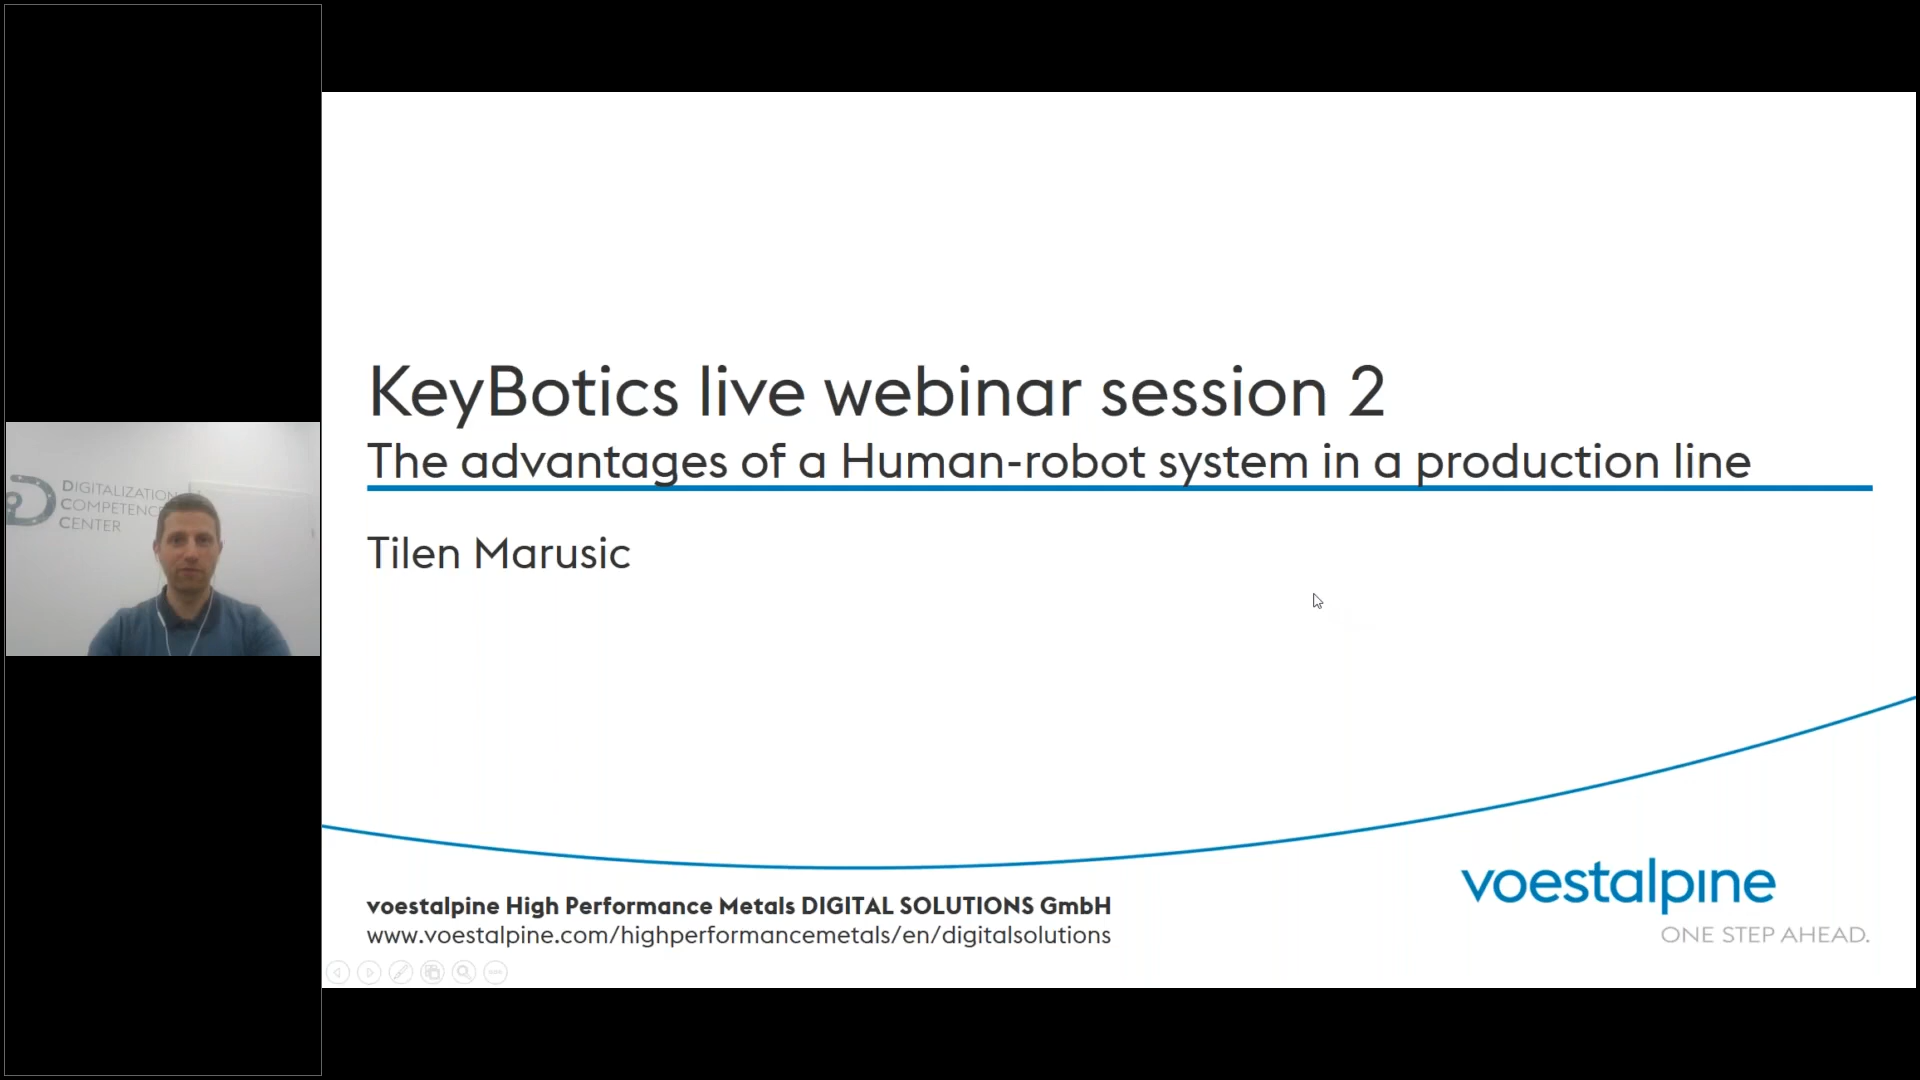 DIGITALIZATION
COMPETENCE
CENTER
KeyBotics live webinar session 2
The advantages of a Human-robot system in a production line
Tilen Marusic
voestalpine High Performance Metals DIGITAL SOLUTIONS GmbH
www.voestalpine.com/highperformancemetals/en/digitalsolutions
voestalpine
ONE STEP AHEAD.